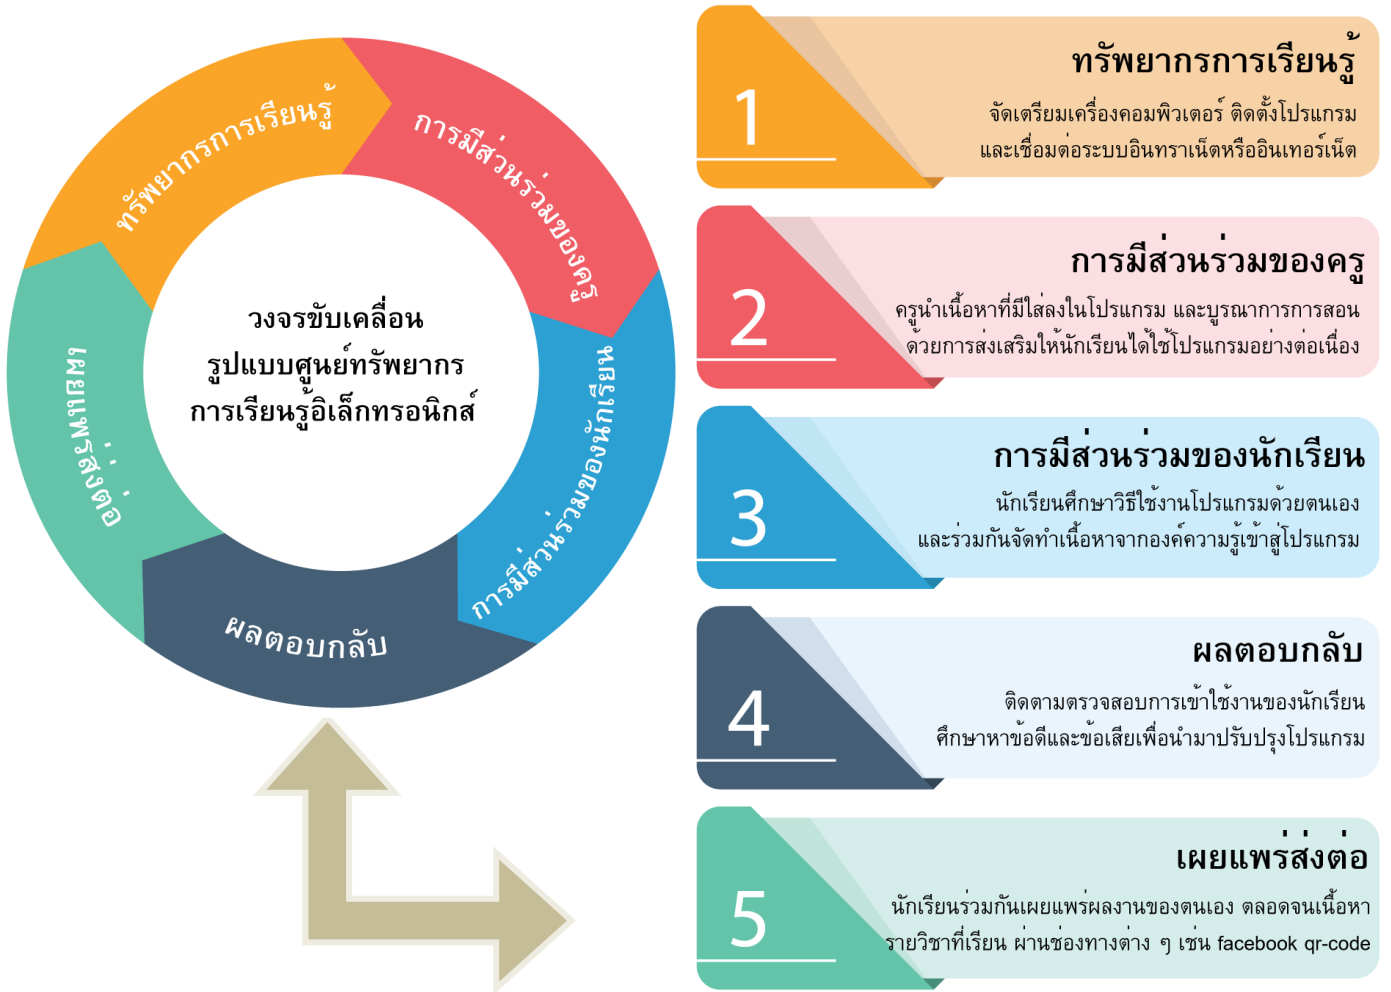 ทรัพยากรการเรียนรู้
การมีส่วนร่วมของครู
การมีส่วนร่วมของนักเรียน
ผลตอบกลับ
เผยแพร่ส่งต่อ
วงจรขับเคลื่อน
รูปแบบศูนย์ทรัพยากร
การเรียนรู้อิเล็กทรอนิกส์
1
ทรัพยากรการเรียนรู้
จัดเตรียมเครื่องคอมพิวเตอร์ ติดตั้งโปรแกรม
และเชื่อมต่อระบบอินทราเน็ตหรืออินเทอร์เน็ต
2
การมีส่วนร่วมของครู
ครูนำเนื้อหาที่มีใส่ลงในโปรแกรม และบูรณาการการสอน
ด้วยการส่งเสริมให้นักเรียนได้ใช้โปรแกรมอย่างต่อเนื่อง
3
การมีส่วนร่วมของนักเรียน
นักเรียนศึกษาวิธีใช้งานโปรแกรมด้วยตนเอง
และร่วมกันจัดทำเนื้อหาจากองค์ความรู้เข้าสู่โปรแกรม
4
ผลตอบกลับ
ติดตามตรวจสอบการเข้าใช้งานของนักเรียน
ศึกษาหาข้อดีและข้อเสียเพื่อนำมาปรับปรุงโปรแกรม
5
เผยแพร่ส่งต่อ
นักเรียนร่วมกันเผยแพร่ผลงานของตนเอง ตลอดจนเนื้อหา
รายวิชาที่เรียน ผ่านช่องทางต่าง ๆ เช่น facebook qr-code